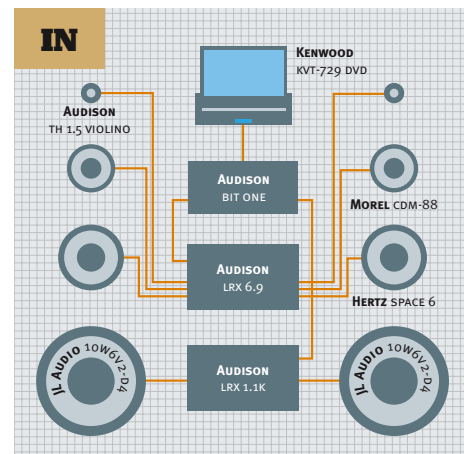 IN
KENWOOD
KVT-729 DVD
AUDISON
TH 1.5 VIOLINO
AUDISON
BIT ONE
MOREL CDM-88
AUDISON
LRX 6.9
HERTZ SPACE 6
JL AUDIO 10W6V2-D4
AUDISON
LRX 1.1K
JL AUDIO 10W6V2-D4